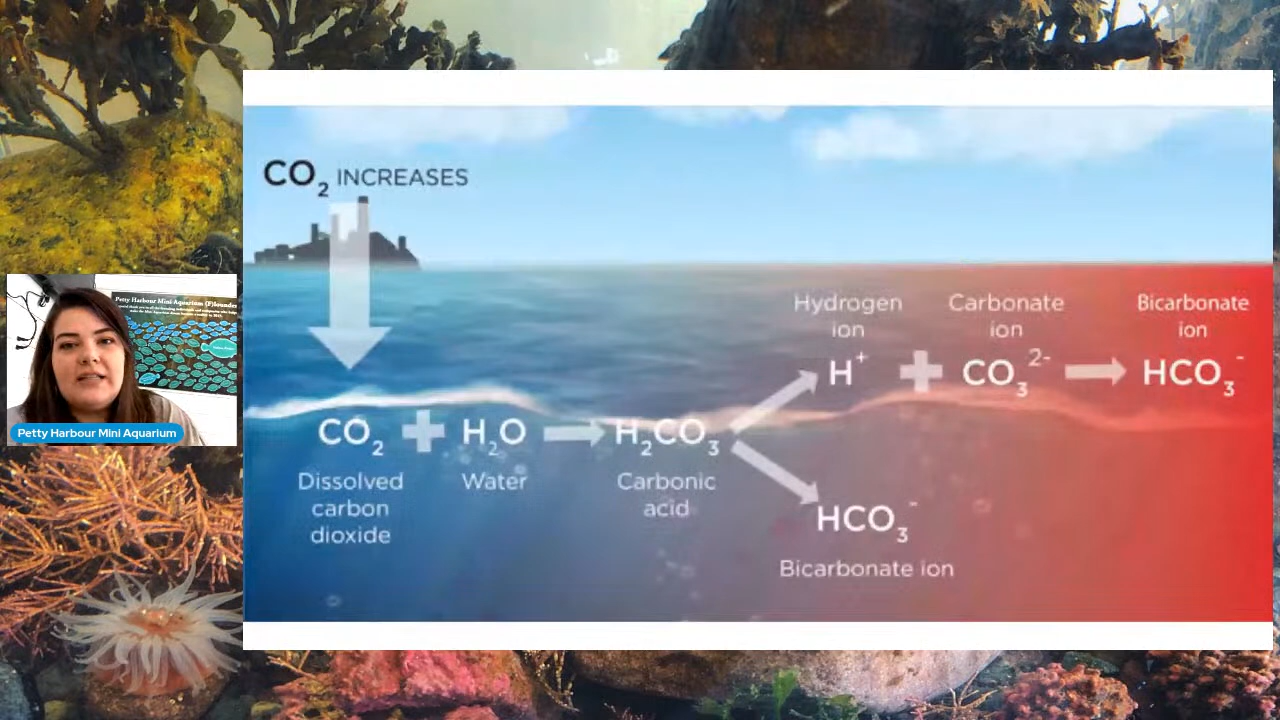 CO2 INCREASES
Hydrogen
ion
Carbonate
ion
Bicarbonate
ion
H+ + CO3 2- → HCO3 -
CO2 + H2O → H2CO3
Dissolved
carbon
dioxide
Water
Carbonic
acid
HCO3 -
Bicarbonate ion
Petty Harbour Mini Aquarium (F)lounder
Petty Harbour Mini Aquarium